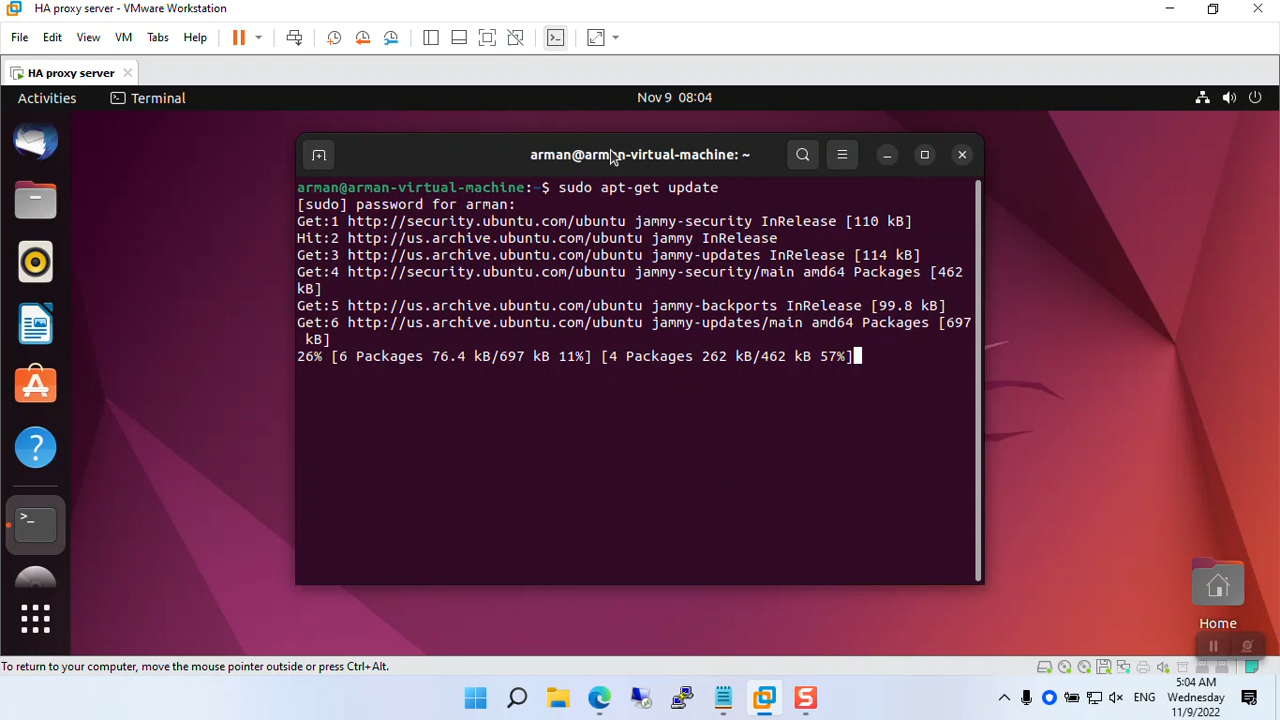 HA proxy server - VMware Workstation
File Edit View VM Tabs Help
HA proxy server
Activities Terminal Nov 9 08:04
arman@arman-virtual-machine: ~
arman@arman-virtual-machine:~$ sudo apt-get update
[sudo] password for arman:
Get:1 http://security.ubuntu.com/ubuntu jammy-security InRelease [110 kB]
Hit:2 http://us.archive.ubuntu.com/ubuntu jammy InRelease
Get:3 http://us.archive.ubuntu.com/ubuntu jammy-updates InRelease [114 kB]
Get:4 http://security.ubuntu.com/ubuntu jammy-security/main amd64 Packages [462
kB]
Get:5 http://us.archive.ubuntu.com/ubuntu jammy-backports InRelease [99.8 kB]
Get:6 http://us.archive.ubuntu.com/ubuntu jammy-updates/main amd64 Packages [697
kB]
26% [6 Packages 76.4 kB/697 kB 11%] [4 Packages 262 kB/462 kB 57%]
Home
To return to your computer, move the mouse pointer outside or press Ctrl+Alt.
ENG
5:04 AM
Wednesday
11/9/2022